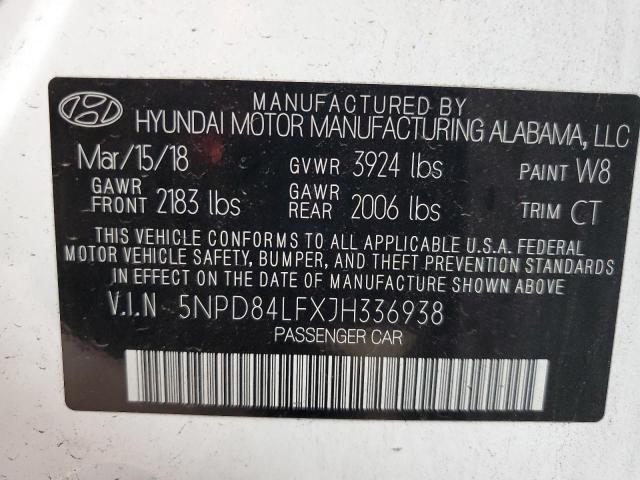 MANUFACTURED BY
HYUNDAI MOTOR MANUFACTURING ALABAMA, LLC
Mar/15/18 GVWR 3924 lbs PAINT W8
GAWR FRONT 2183 lbs GAWR REAR 2006 lbs TRIM CT
THIS VEHICLE CONFORMS TO ALL APPLICABLE U.S.A. FEDERAL
MOTOR VEHICLE SAFETY, BUMPER, AND THEFT PREVENTION STANDARDS
IN EFFECT ON THE DATE OF MANUFACTURE SHOWN ABOVE
V.I.N 5NPD84LFXJH336938
PASSENGER CAR